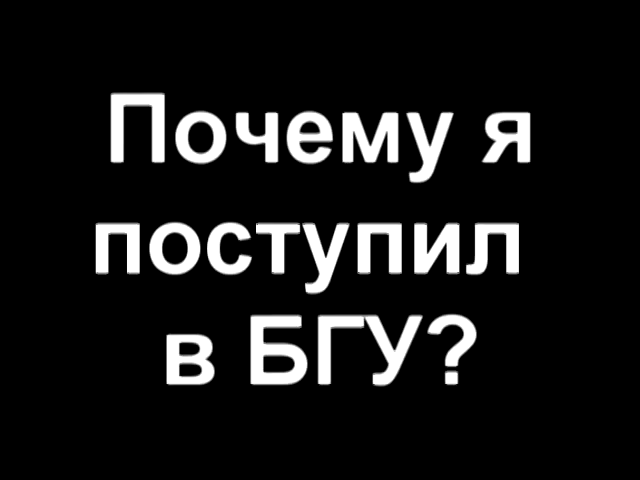 Почему я
поступил
в БГУ?